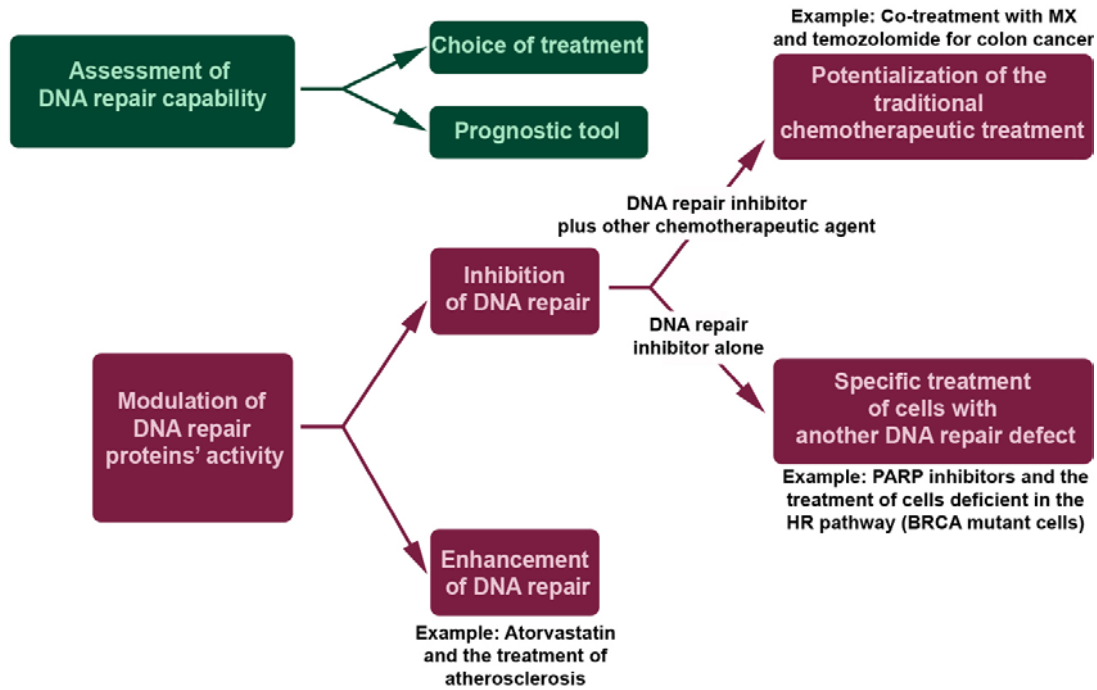 Assessment of
DNA repair capability
Choice of treatment
Prognostic tool
Example: Co-treatment with MX
and temozolomide for colon cancer
Potentialization of the
traditional
chemotherapeutic treatment
DNA repair inhibitor
plus other chemotherapeutic agent
Inhibition
of DNA repair
DNA repair
inhibitor alone
Modulation of
DNA repair
proteins’ activity
Specific treatment
of cells with
another DNA repair defect
Example: PARP inhibitors and the
treatment of cells deficient in the
HR pathway (BRCA mutant cells)
Enhancement
of DNA repair
Example: Atorvastatin
and the treatment of
atherosclerosis